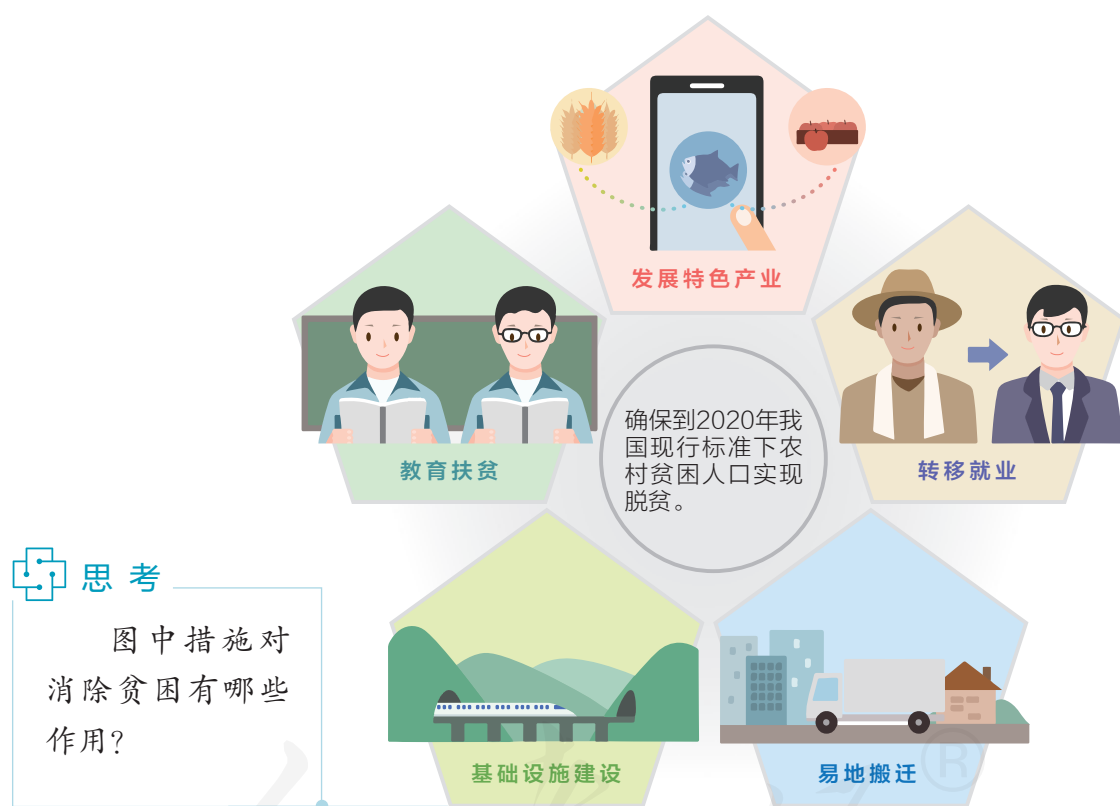 发展特色产业
教育扶贫
转移就业
确保到2020年我
国现行标准下农
村贫困人口实现
脱贫。
基础设施建设
易地搬迁
思考
图中措施对
消除贫困有哪些
作用?
®